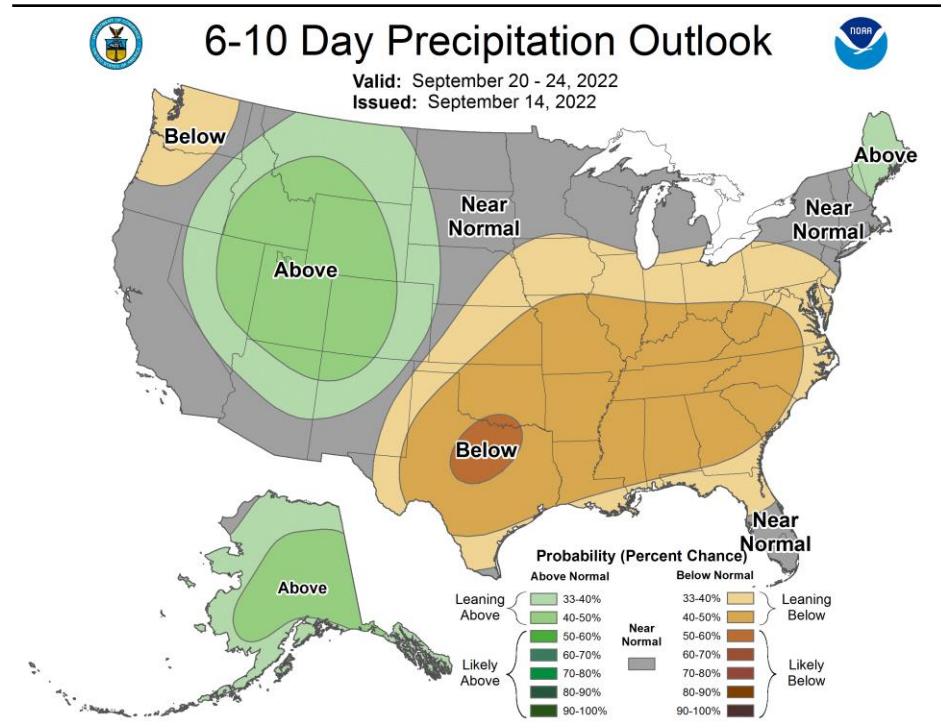 6-10 Day Precipitation Outlook
NOAA
Valid: September 20 - 24, 2022
Issued: September 14, 2022
Below
Above
Near
Normal
Near
Normal
Above
Below
Near
Normal
Above
Probability (Percent Chance)
Above Normal
Below Normal
Leaning
Above
33-40%
40-50%
Likely
Above
50-60%
60-70%
70-80%
80-90%
90-100%
Near
Normal
33-40%
40-50%
Leaning
Below
50-60%
60-70%
70-80%
80-90%
90-100%
Likely
Below